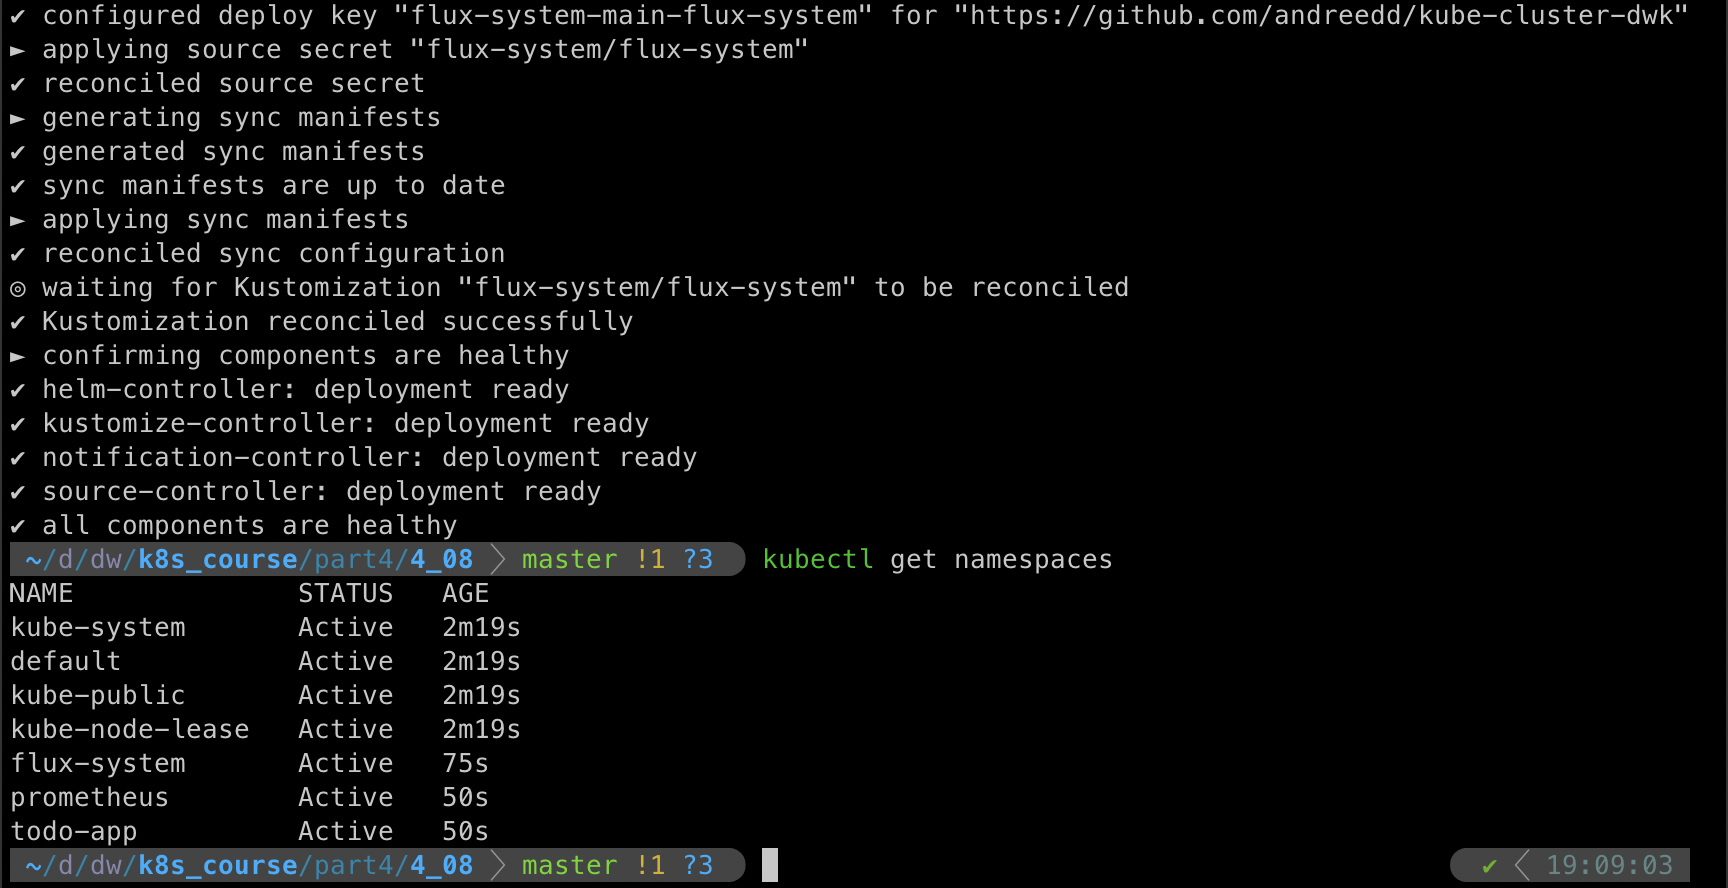 ✔ configured deploy key "flux-system-main-flux-system" for "https://github.com/andreedd/kube-cluster-dwk"
► applying source secret "flux-system/flux-system"
✔ reconciled source secret
► generating sync manifests
✔ generated sync manifests
✔ sync manifests are up to date
► applying sync manifests
✔ reconciled sync configuration
◎ waiting for Kustomization "flux-system/flux-system" to be reconciled
✔ Kustomization reconciled successfully
► confirming components are healthy
✔ helm-controller: deployment ready
✔ kustomize-controller: deployment ready
✔ notification-controller: deployment ready
✔ source-controller: deployment ready
✔ all components are healthy
~/d/dw/k8s_course/part4/4_08 > master !1 ?3 kubectl get namespaces
NAME STATUS AGE
kube-system Active 2m19s
default Active 2m19s
kube-public Active 2m19s
kube-node-lease Active 2m19s
flux-system Active 75s
prometheus Active 50s
todo-app Active 50s
~/d/dw/k8s_course/part4/4_08 > master !1 ?3 ✔ < 19:09:03